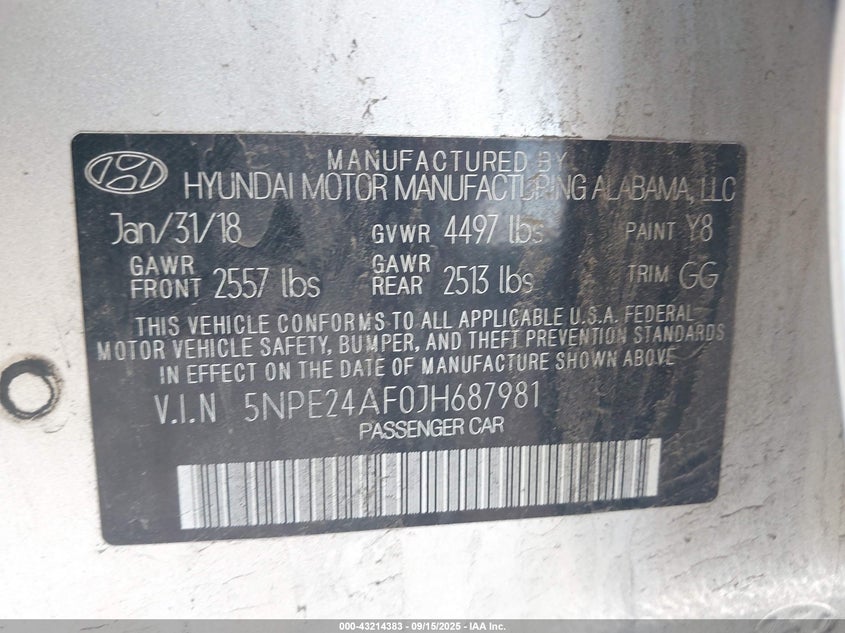 MANUFACTURED BY
HYUNDAI MOTOR MANUFACTURING ALABAMA, LLC
Jan/31/18 GVWR 4497 lbs PAINT Y8
GAWR FRONT 2557 lbs GAWR REAR 2513 lbs TRIM GG
THIS VEHICLE CONFORMS TO ALL APPLICABLE U.S.A. FEDERAL
MOTOR VEHICLE SAFETY, BUMPER, AND THEFT PREVENTION STANDARDS
IN EFFECT ON THE DATE OF MANUFACTURE SHOWN ABOVE
V.I.N 5NPE24AF0JH687981
PASSENGER CAR
000-43214383 - 09/15/2025 - IAA Inc.